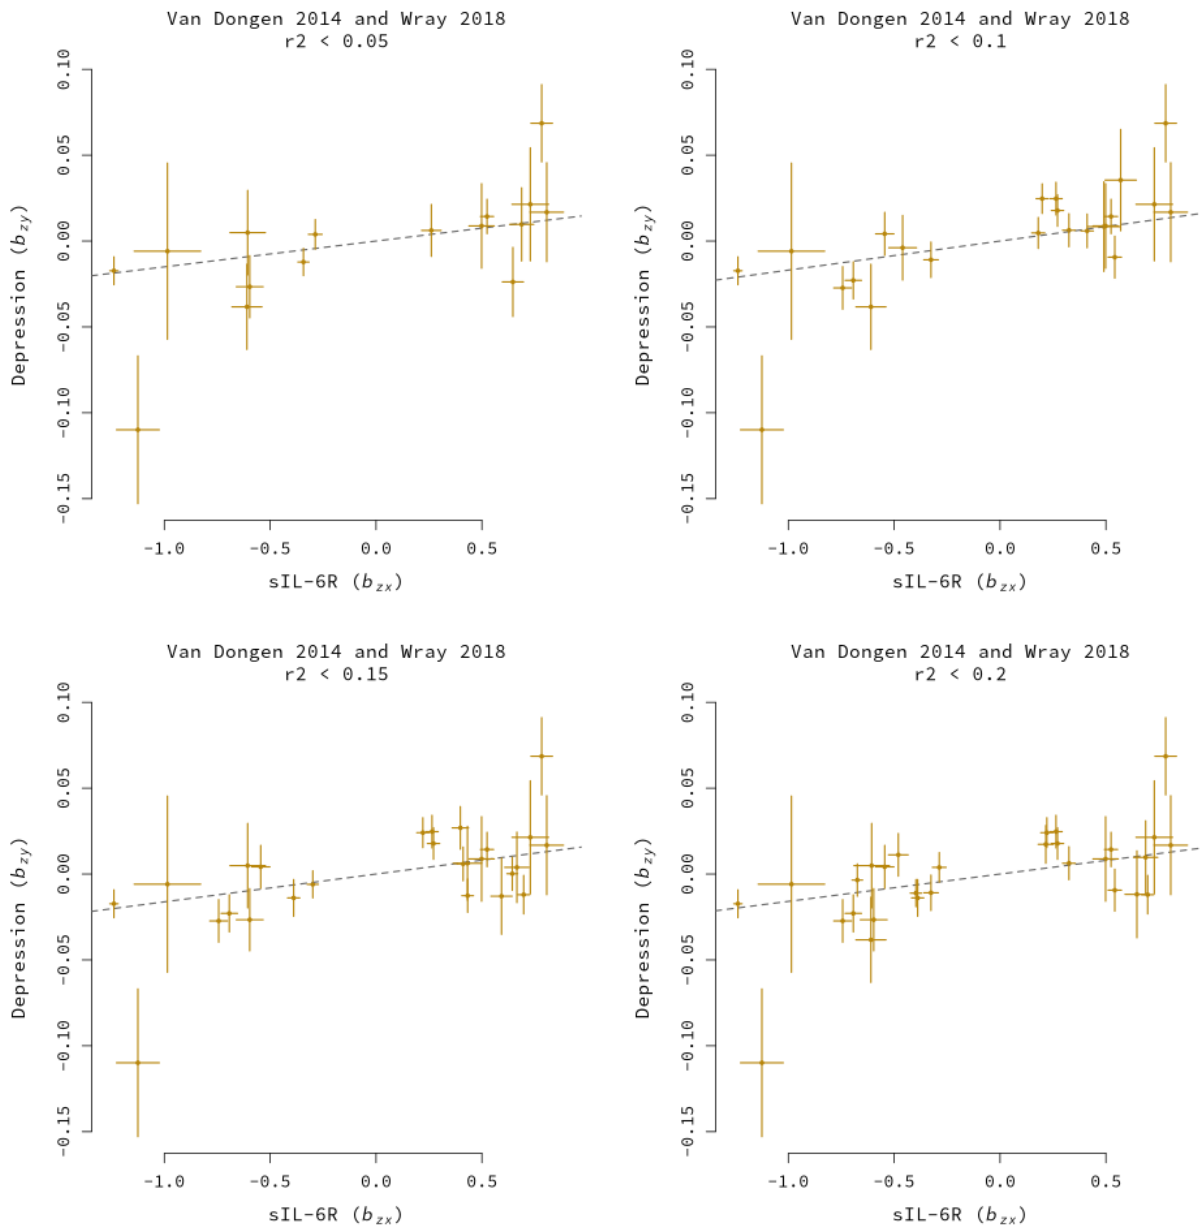 Van Dongen 2014 and Wray 2018
r2 < 0.05
0.10
0.05
0.00
-0.05
-0.10
-0.15
Depression (bzy)
-1.0 -0.5 0.0 0.5
sIL-6R (bzx)
Van Dongen 2014 and Wray 2018
r2 < 0.1
0.10
0.05
0.00
-0.05
-0.10
-0.15
Depression (bzy)
-1.0 -0.5 0.0 0.5
sIL-6R (bzx)
Van Dongen 2014 and Wray 2018
r2 < 0.15
0.10
0.05
0.00
-0.05
-0.10
-0.15
Depression (bzy)
-1.0 -0.5 0.0 0.5
sIL-6R (bzx)
Van Dongen 2014 and Wray 2018
r2 < 0.2
0.10
0.05
0.00
-0.05
-0.10
-0.15
Depression (bzy)
-1.0 -0.5 0.0 0.5
sIL-6R (bzx)